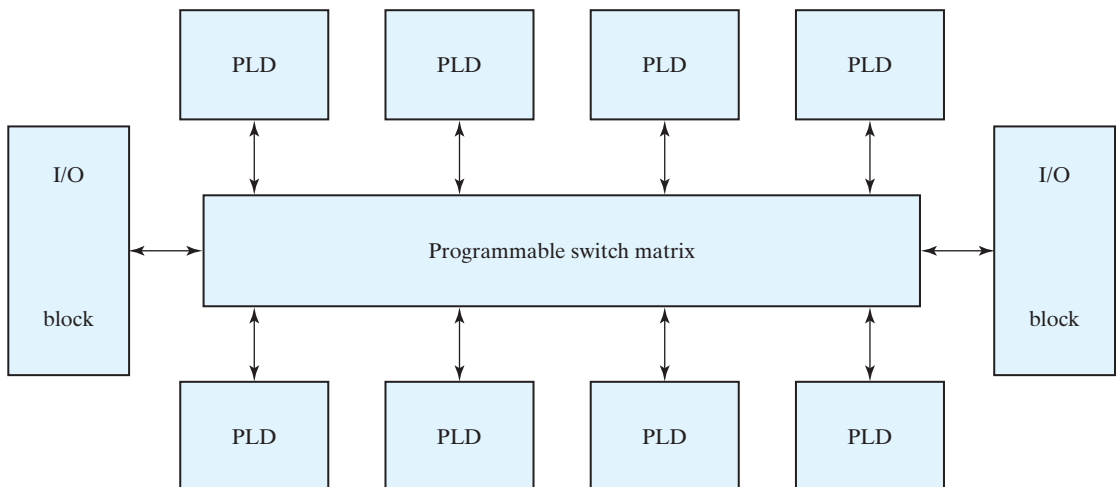 PLD PLD PLD PLD
I/O I/O
Programmable switch matrix
block block
PLD PLD PLD PLD